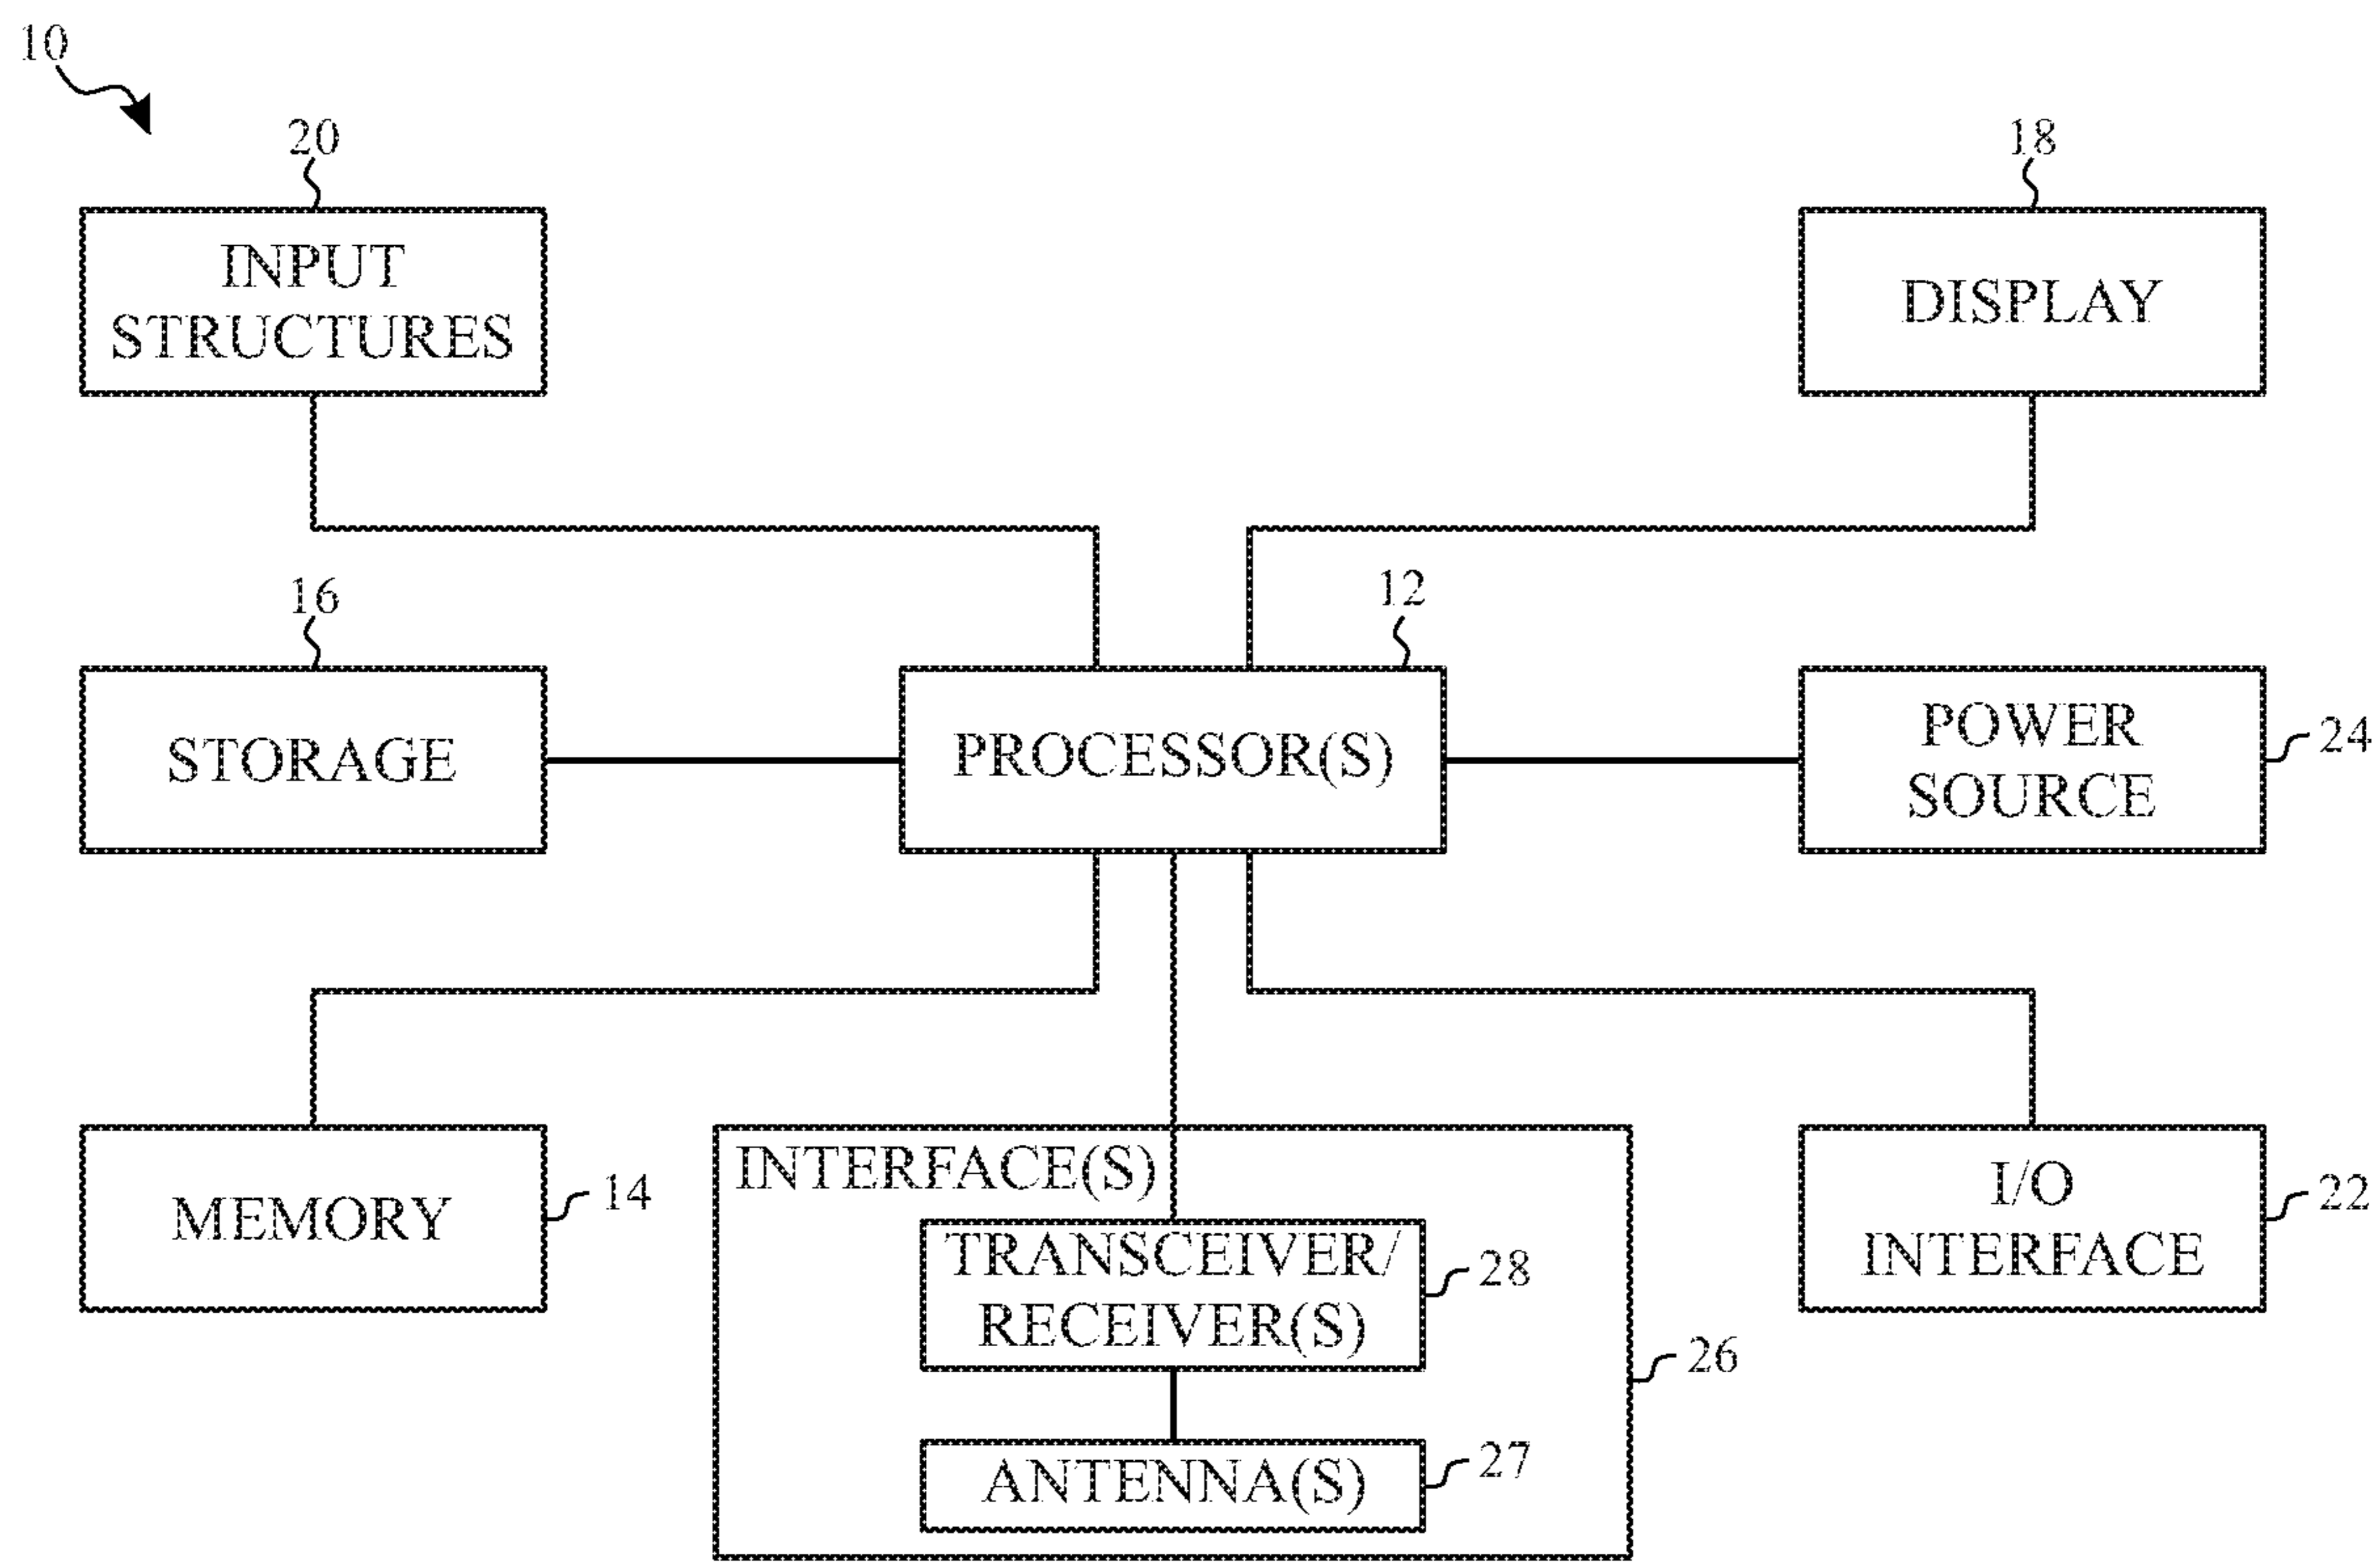 10
20
18
INPUT
STRUCTURES
DISPLAY
16
12
STORAGE
PROCESSOR(S)
POWER
SOURCE
24
MEMORY
14
INTERFACE(S)
TRANSCEIVER/
RECEIVER(S)
28
ANTENNA(S)
27
26
I/O
INTERFACE
22